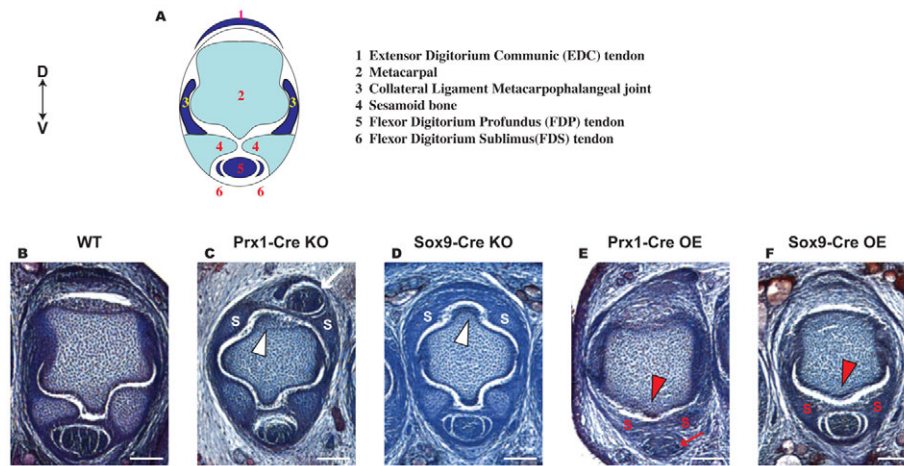 A
1
D
V
2
3
3
4
4
5
6
6
1 Extensor Digitorium Communic (EDC) tendon
2 Metacarpal
3 Collateral Ligament Metacarpophalangeal joint
4 Sesamoid bone
5 Flexor Digitorium Profundus (FDP) tendon
6 Flexor Digitorium Sublimus(FDS) tendon
B WT
C Prx1-Cre KO
S S
D Sox9-Cre KO
S S
E Prx1-Cre OE
S S
F Sox9-Cre OE
S S